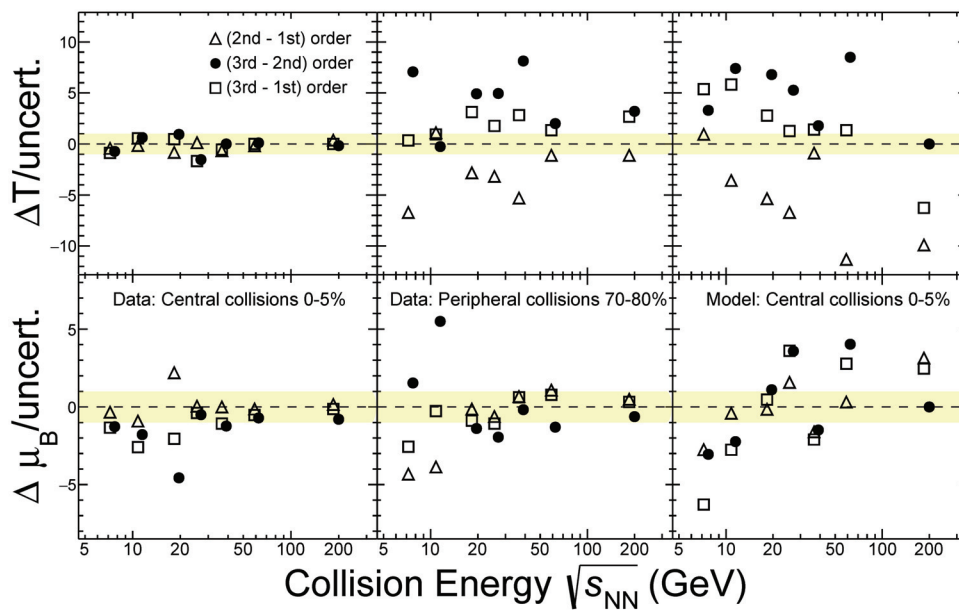 10
5
0
−5
−10
ΔT/uncert.
(2nd - 1st) order
(3rd - 2nd) order
(3rd - 1st) order
5
0
−5
Δ μB/uncert.
Data: Central collisions 0-5%
Data: Peripheral collisions 70-80%
Model: Central collisions 0-5%
5 10 20 30 100 200
5 10 20 50 100 200
5 10 20 50 100 200
Collision Energy √sNN (GeV)